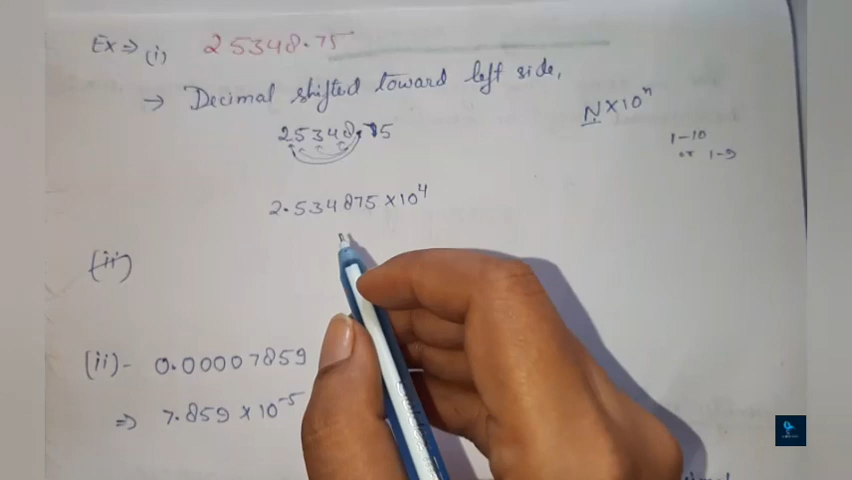 Ex⇒ (i) 25348.75
→ Decimal shifted toward left side,
N×10ⁿ
1-10
or 1-9
25348.75
2.534875×10⁴
(ii)
(ii)- 0.00007859
⇒ 7.859×10⁻⁵